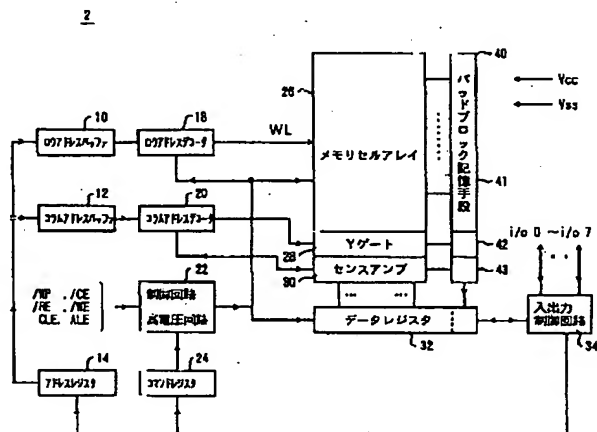 2
10
ロウアドレスバッファ
18
ロウアドレスデコーダ
WL
26
メモリセルアレイ
40
バッドブロック記憶手段
Vcc
Vss
41
12
コラムアドレスバッファ
20
コラムアドレスデコーダ
28
Yゲート
42
30
センスアンプ
43
i/o 0 ～i/o 7
/WP ,/CE
/RE ,/WE
CLE, ALE
22
制御回路
高電圧回路
... ...
データレジスタ
32
入出力
制御回路
34
14
アドレスレジスタ
24
コマンドレジスタ